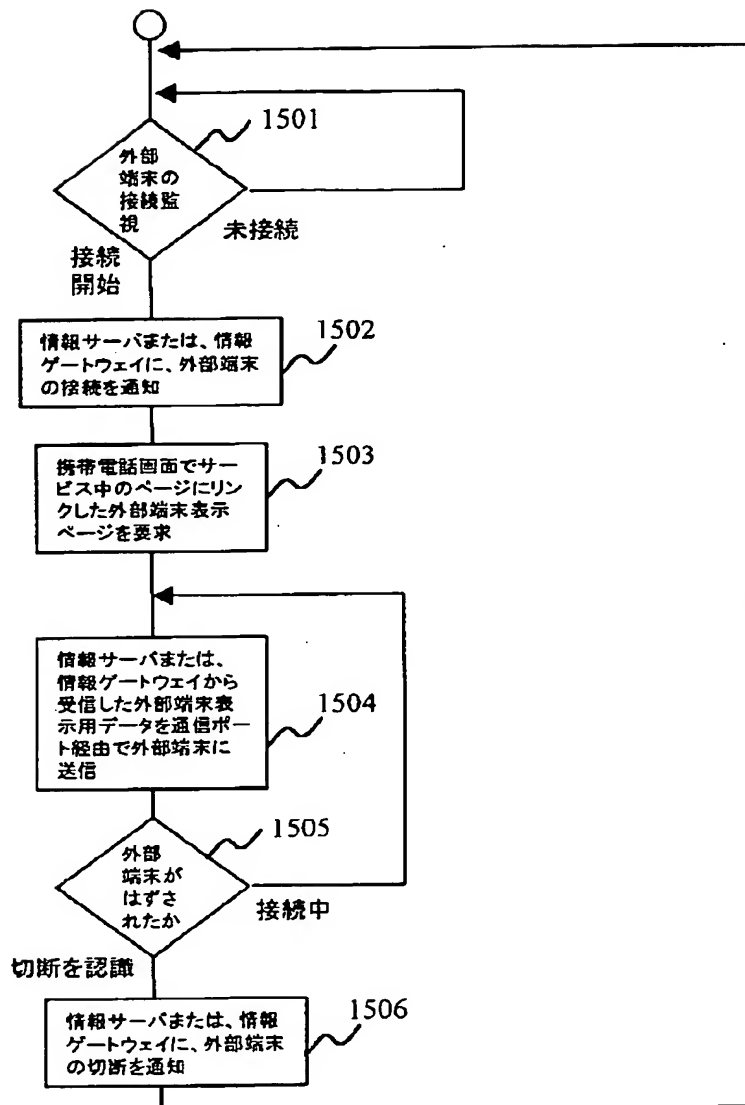 1501
外部
端末の
接続監
視
未接続
接続
開始
1502
情報サーバまたは、情報
ゲートウェイに、外部端末
の接続を通知
1503
携帯電話画面でサー
ビス中のページにリン
クした外部端末表示
ページを要求
情報サーバまたは、
情報ゲートウェイから
受信した外部端末表
示用データを通信ポー
ト経由で外部端末に
送信
1504
1505
外部
端末が
はずさ
れたか
接続中
切断を認識
1506
情報サーバまたは、情報
ゲートウェイに、外部端末
の切断を通知